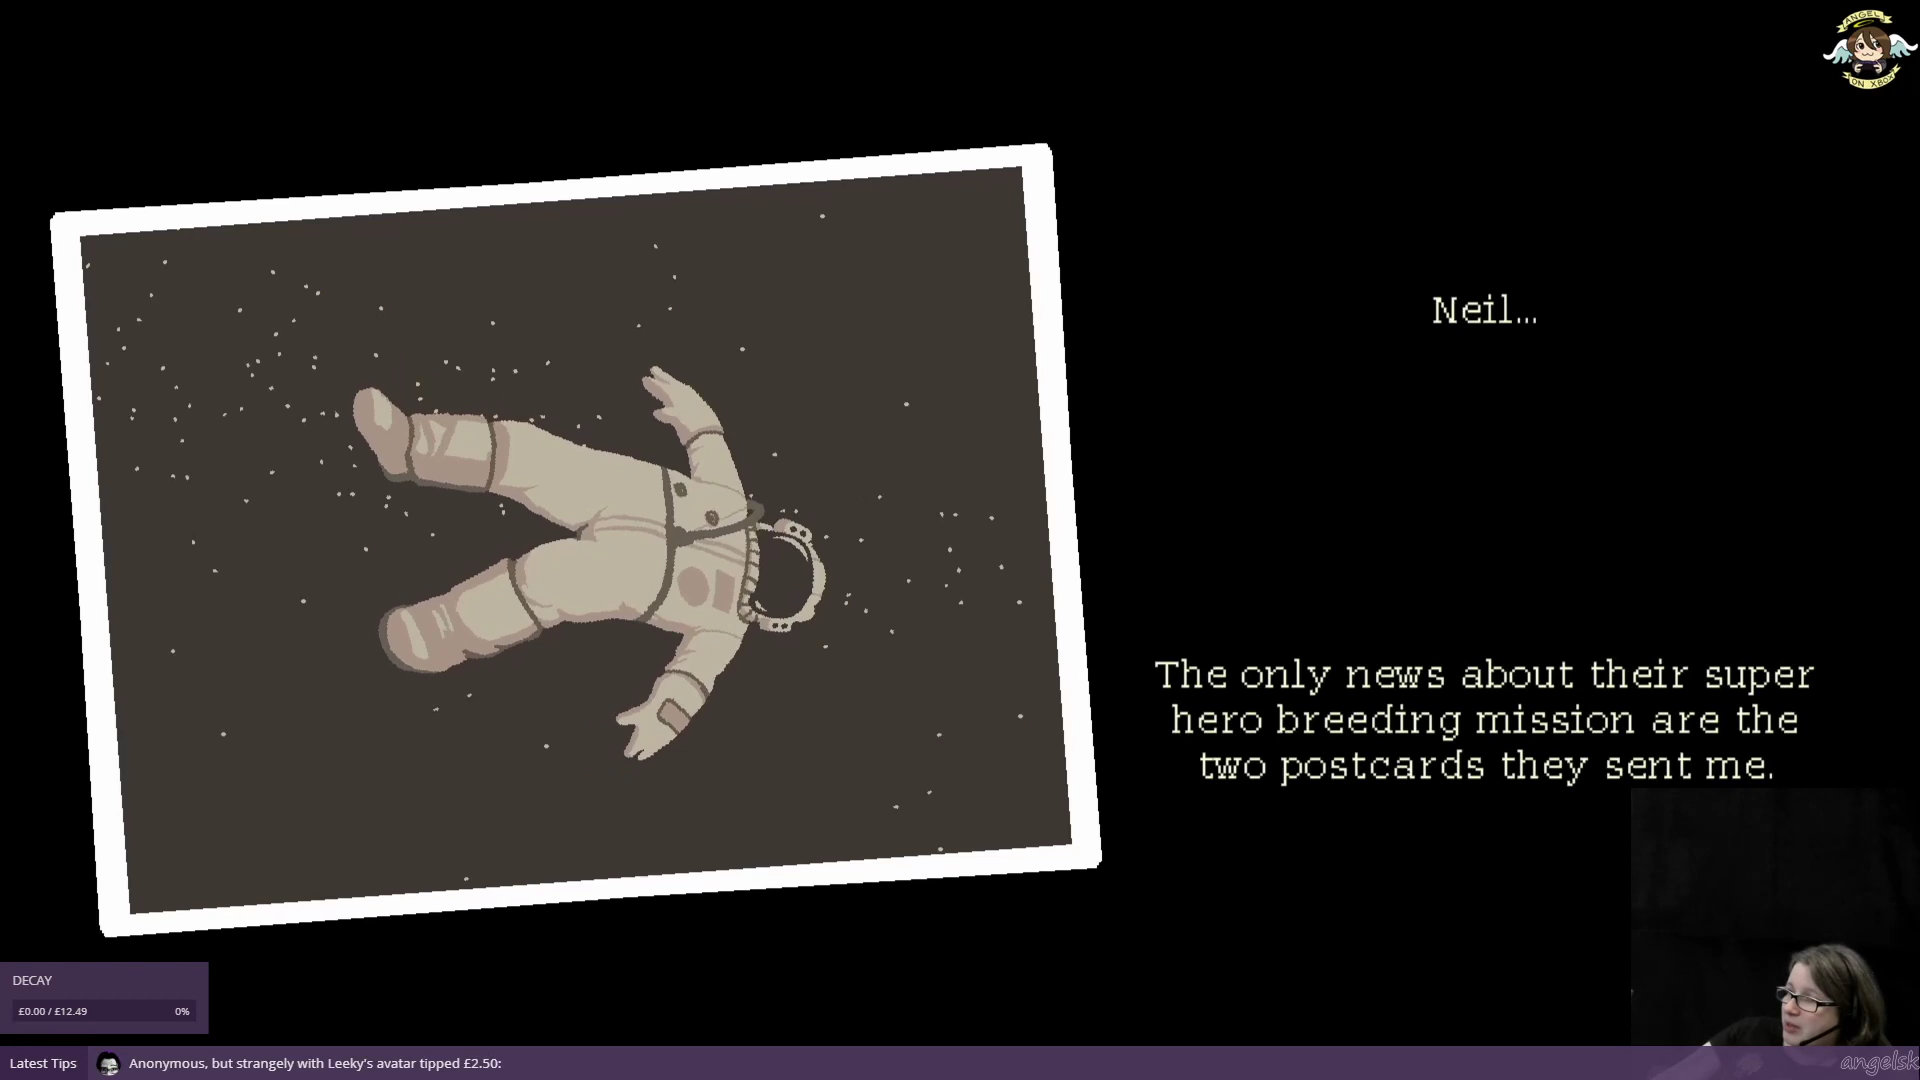 ANGEL
ON XBOX
Neil...
The only news about their super
hero breeding mission are the
two postcards they sent me.
DECAY
£0.00 / £12.49 0%
Latest Tips Anonymous, but strangely with Leeky's avatar tipped £2.50:
angelsk